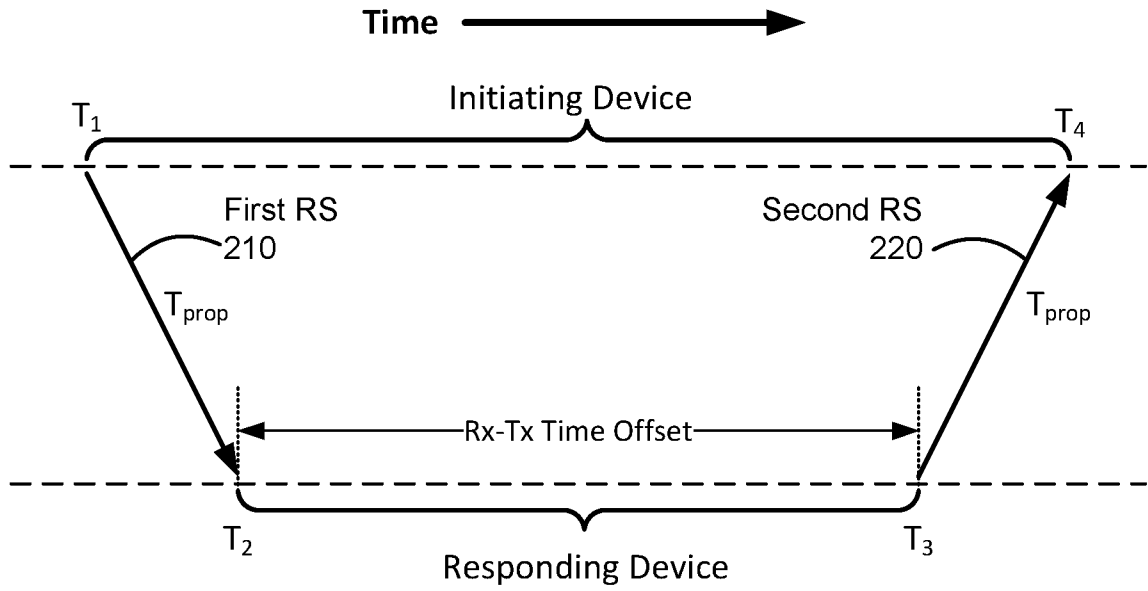 Time
Initiating Device
T₁
T₄
First RS
210
Second RS
220
Tprop
Tprop
Rx-Tx Time Offset
T₂
T₃
Responding Device